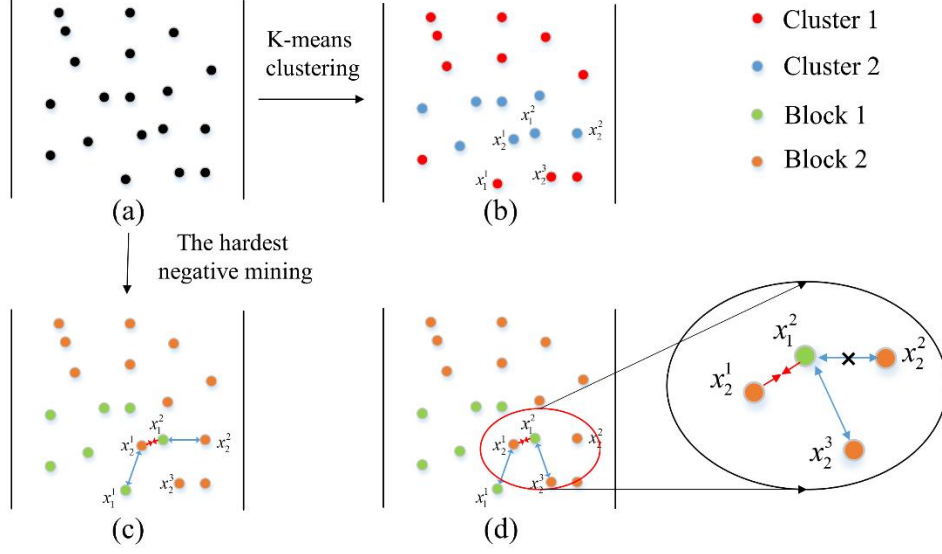 K-means
clustering
Cluster 1
Cluster 2
Block 1
Block 2
x_1^2
x_2^1
x_2^2
x_1^1
x_2^3
(a)
(b)
The hardest
negative mining
x_1^2
x_2^1
x_2^2
x_2^3
x_1^1
(c)
x_1^2
x_2^1
x_2^2
x_2^3
x_1^1
(d)
x_1^2
x_2^2
x_2^1
x_2^3